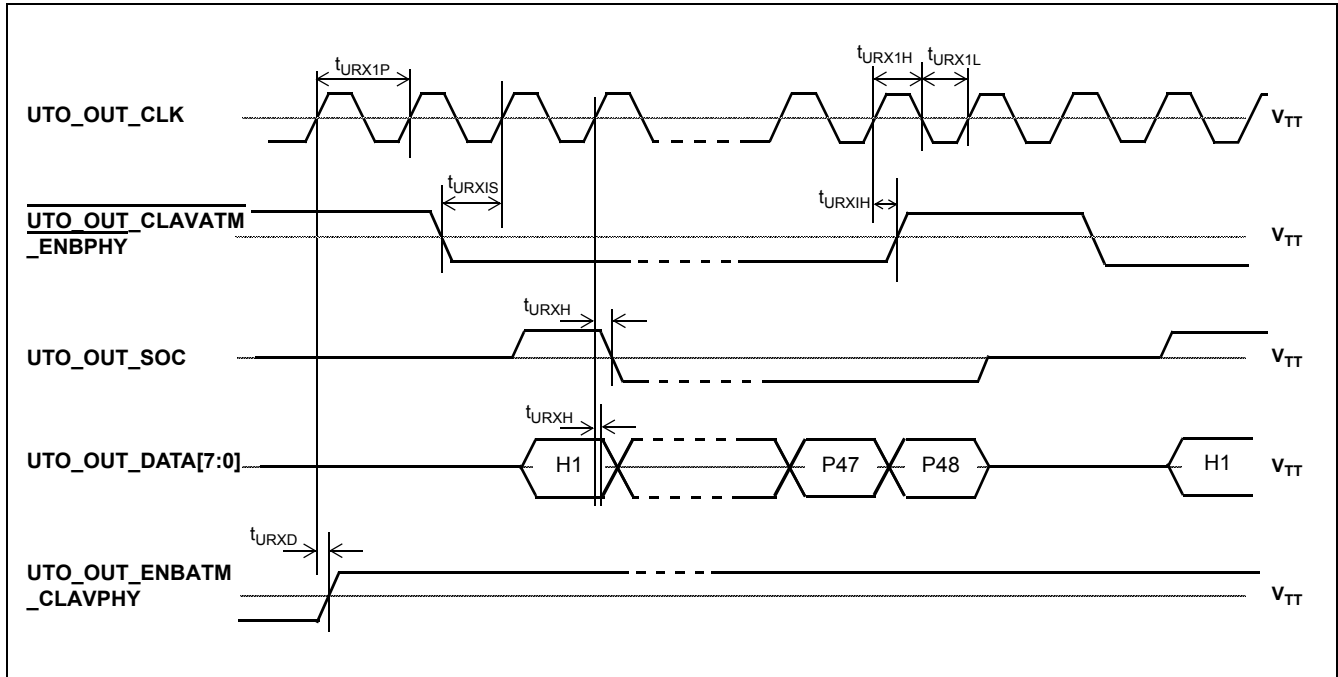 tURX1P
tURX1H
tURX1L
UTO_OUT_CLK
VTT
tURXIS
tURXIH
UTO_OUT_CLAVATM
_ENBPHY
VTT
tURXH
UTO_OUT_SOC
VTT
tURXH
UTO_OUT_DATA[7:0]
H1
P47
P48
H1
VTT
tURXD
UTO_OUT_ENBATM
_CLAVPHY
VTT